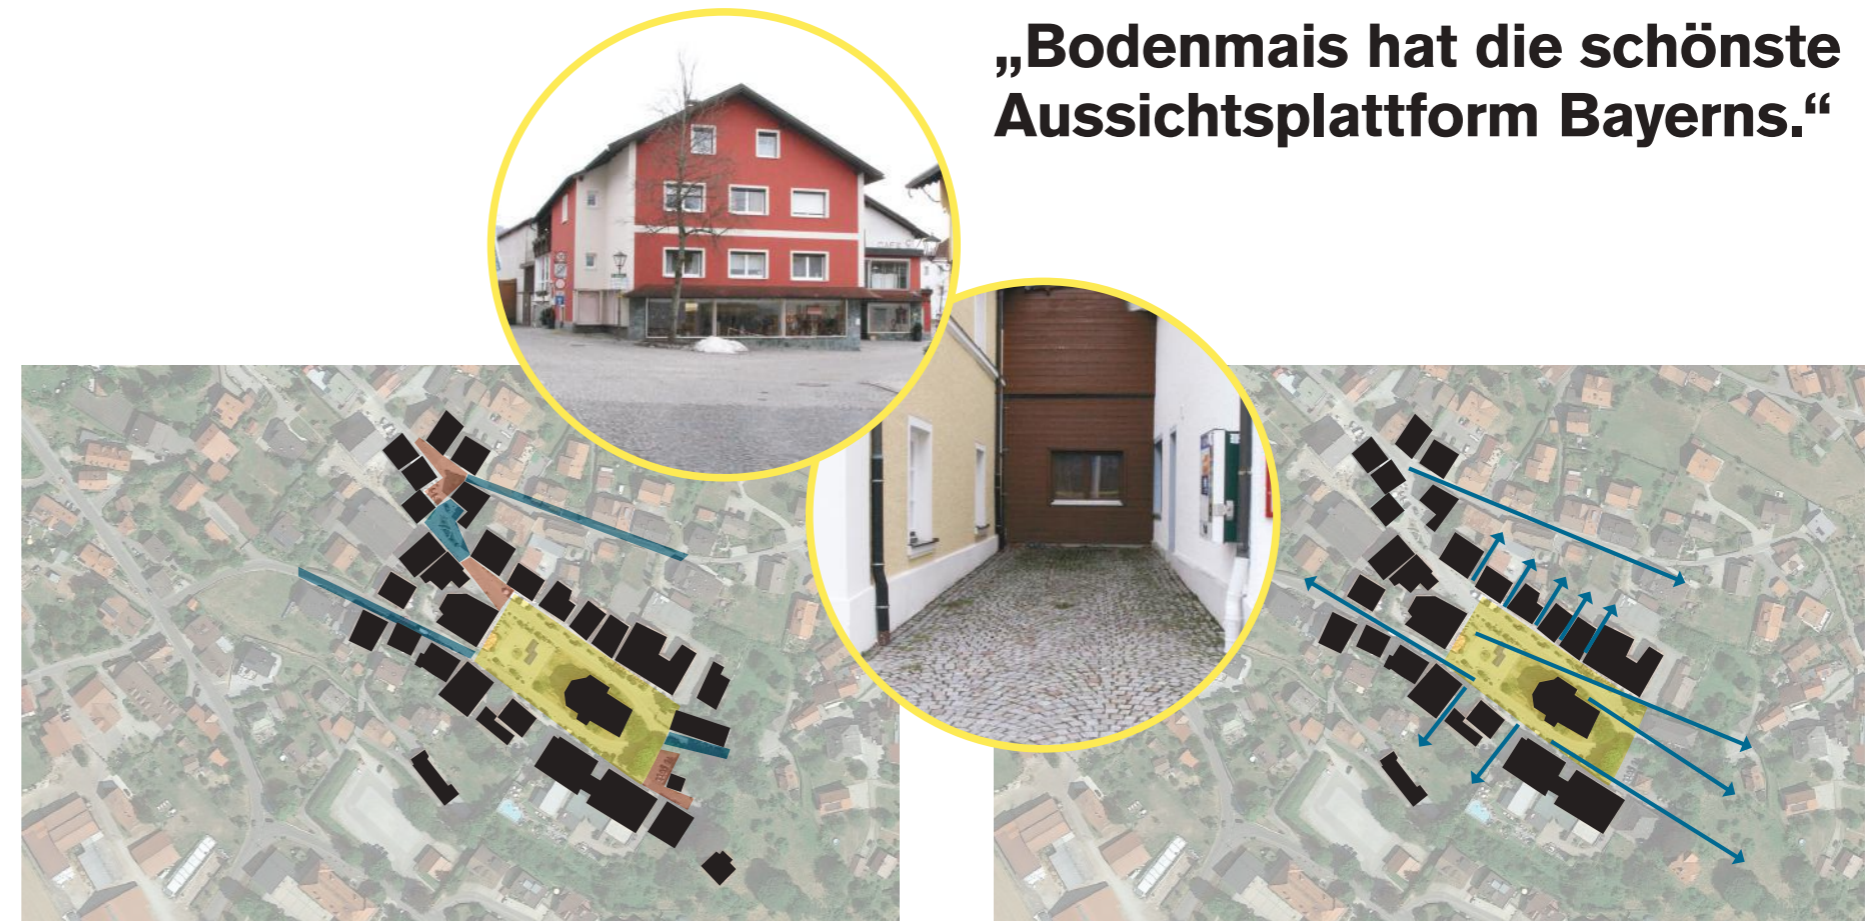 „Bodenmais hat die schönste
Aussichtsplattform Bayerns.“